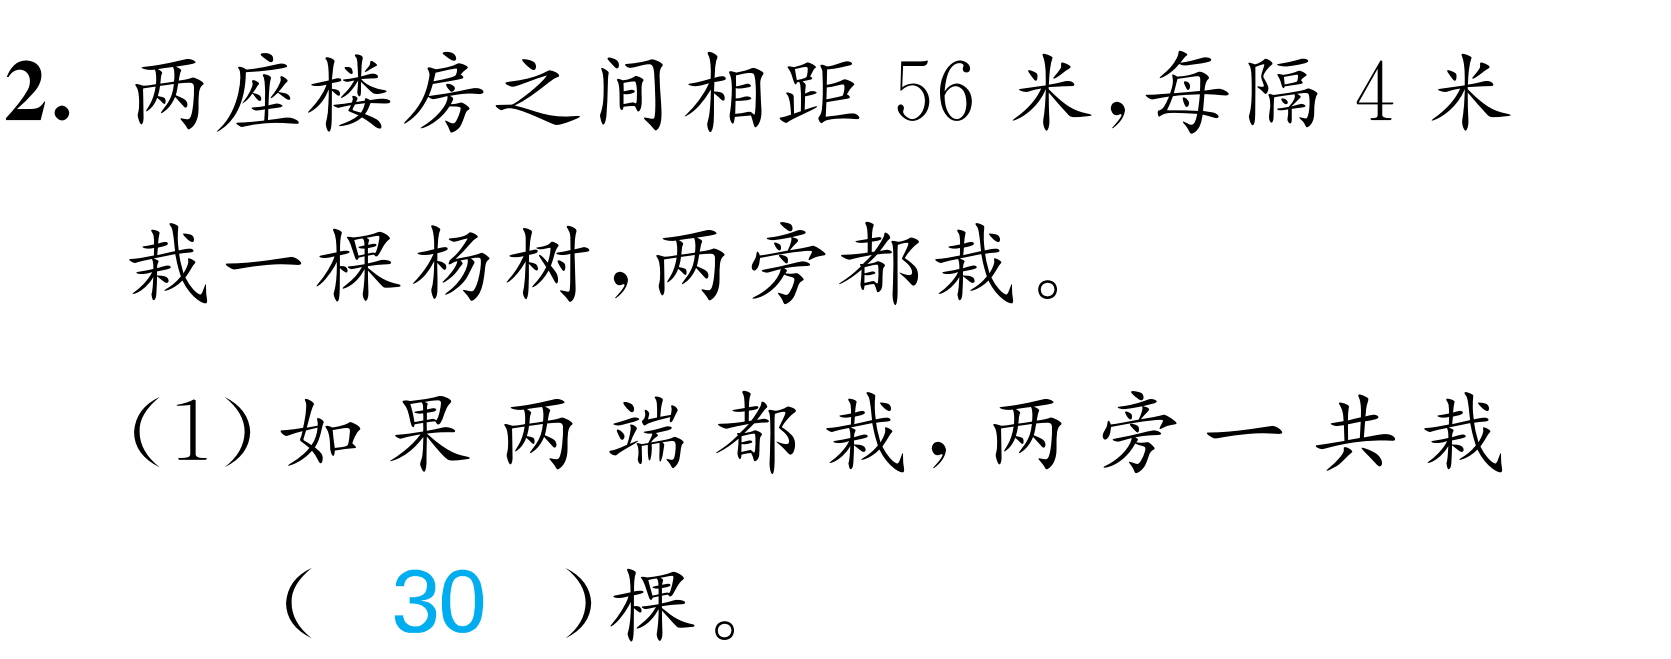 2. 两座楼房之间相距 56 米,每隔 4 米
栽一棵杨树,两旁都栽。
(1)如果两端都栽,两旁一共栽
( 30 )棵。